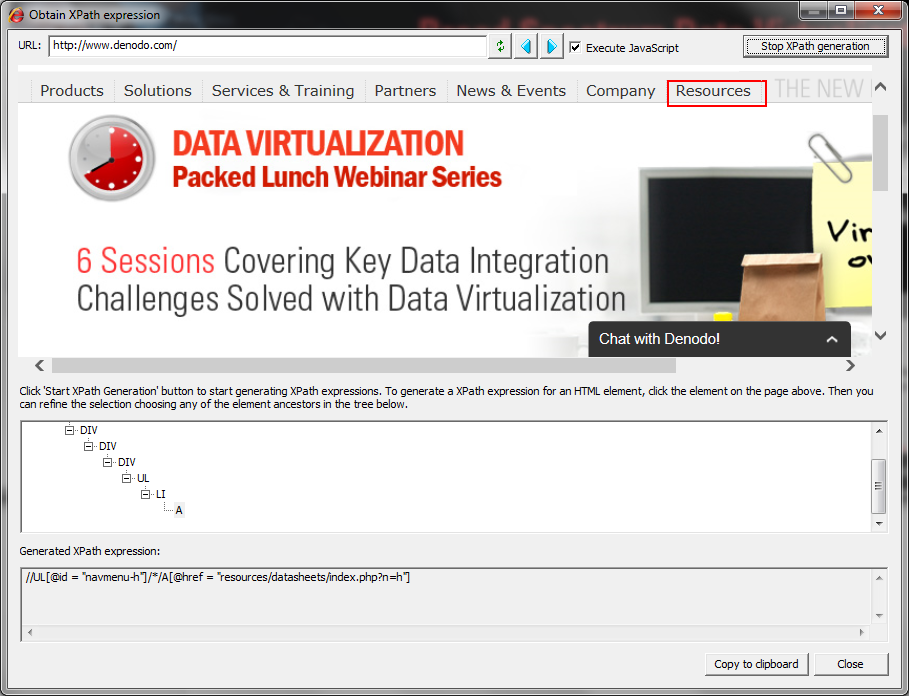 Obtain XPath expression
URL: http://www.denodo.com/ Execute JavaScript Stop XPath generation
Products Solutions Services & Training Partners News & Events Company Resources THE NEW
DATA VIRTUALIZATION
Packed Lunch Webinar Series
6 Sessions Covering Key Data Integration
Challenges Solved with Data Virtualization
Vir
ov
Chat with Denodo!
Click 'Start XPath Generation' button to start generating XPath expressions. To generate a XPath expression for an HTML element, click the element on the page above. Then you
can refine the selection choosing any of the element ancestors in the tree below.
DIV
DIV
DIV
UL
LI
A
Generated XPath expression:
//UL[@id = "navmenu-h"]/*/A[@href = "resources/datasheets/index.php?n=h"]
Copy to clipboard Close